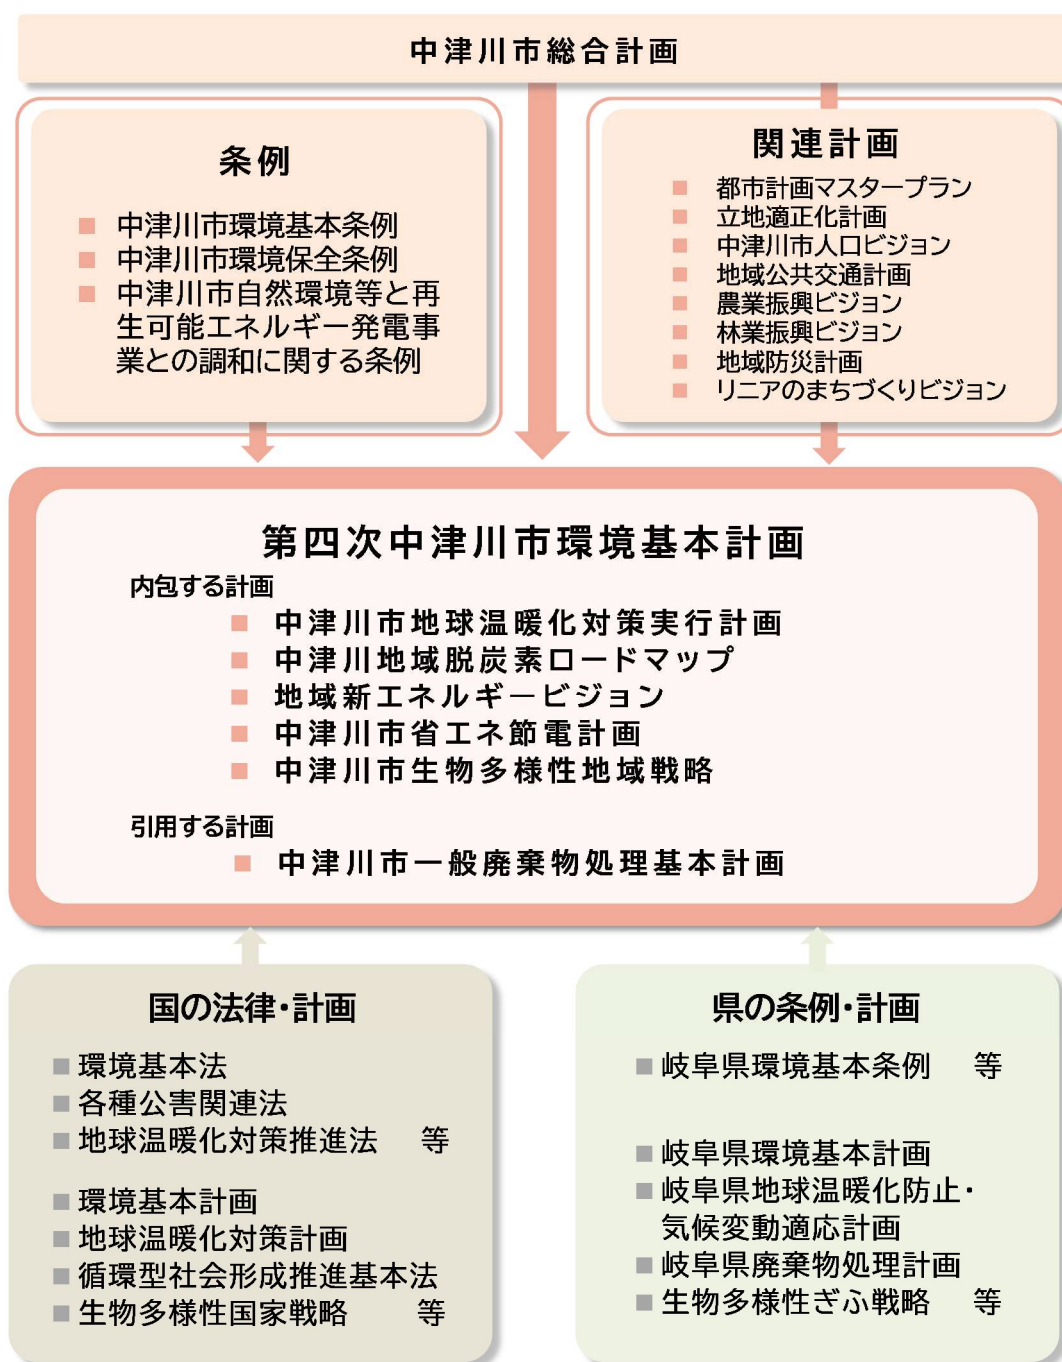 中津川市総合計画
条例
■ 中津川市環境基本条例
■ 中津川市環境保全条例
■ 中津川市自然環境等と再
生可能エネルギー発電事
業との調和に関する条例
関連計画
■ 都市計画マスタープラン
■ 立地適正化計画
■ 中津川市人口ビジョン
■ 地域公共交通計画
■ 農業振興ビジョン
■ 林業振興ビジョン
■ 地域防災計画
■ リニアのまちづくりビジョン
第四次中津川市環境基本計画
内包する計画
■ 中津川市地球温暖化対策実行計画
■ 中津川地域脱炭素ロードマップ
■ 地域新エネルギービジョン
■ 中津川市省エネ節電計画
■ 中津川市生物多様性地域戦略
引用する計画
■ 中津川市一般廃棄物処理基本計画
国の法律・計画
■ 環境基本法
■ 各種公害関連法
■ 地球温暖化対策推進法 等
■ 環境基本計画
■ 地球温暖化対策計画
■ 循環型社会形成推進基本法
■ 生物多様性国家戦略 等
県の条例・計画
■ 岐阜県環境基本条例 等
■ 岐阜県環境基本計画
■ 岐阜県地球温暖化防止・
気候変動適応計画
■ 岐阜県廃棄物処理計画
■ 生物多様性ぎふ戦略 等